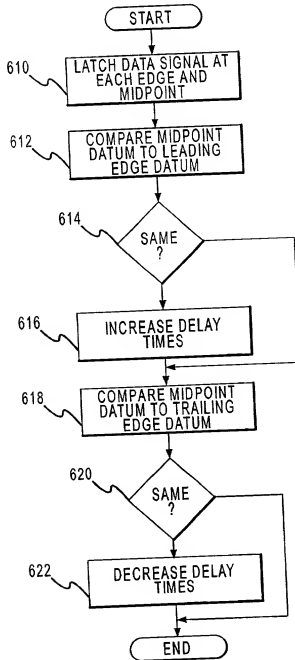 START
610
LATCH DATA SIGNAL AT
EACH EDGE AND
MIDPOINT
612
COMPARE MIDPOINT
DATUM TO LEADING
EDGE DATUM
614
SAME
?
616
INCREASE DELAY
TIMES
618
COMPARE MIDPOINT
DATUM TO TRAILING
EDGE DATUM
620
SAME
?
622
DECREASE DELAY
TIMES
END